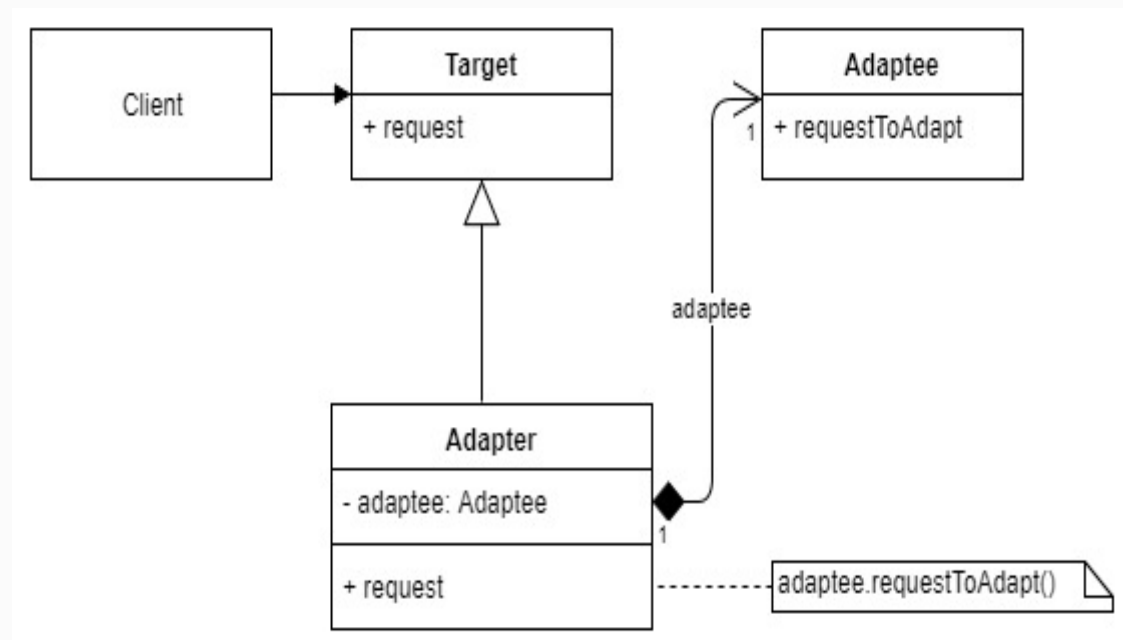 Client
Target
+ request
Adaptee
+ requestToAdapt
1
adaptee
Adapter
- adaptee: Adaptee
1
+ request
adaptee.requestToAdapt()